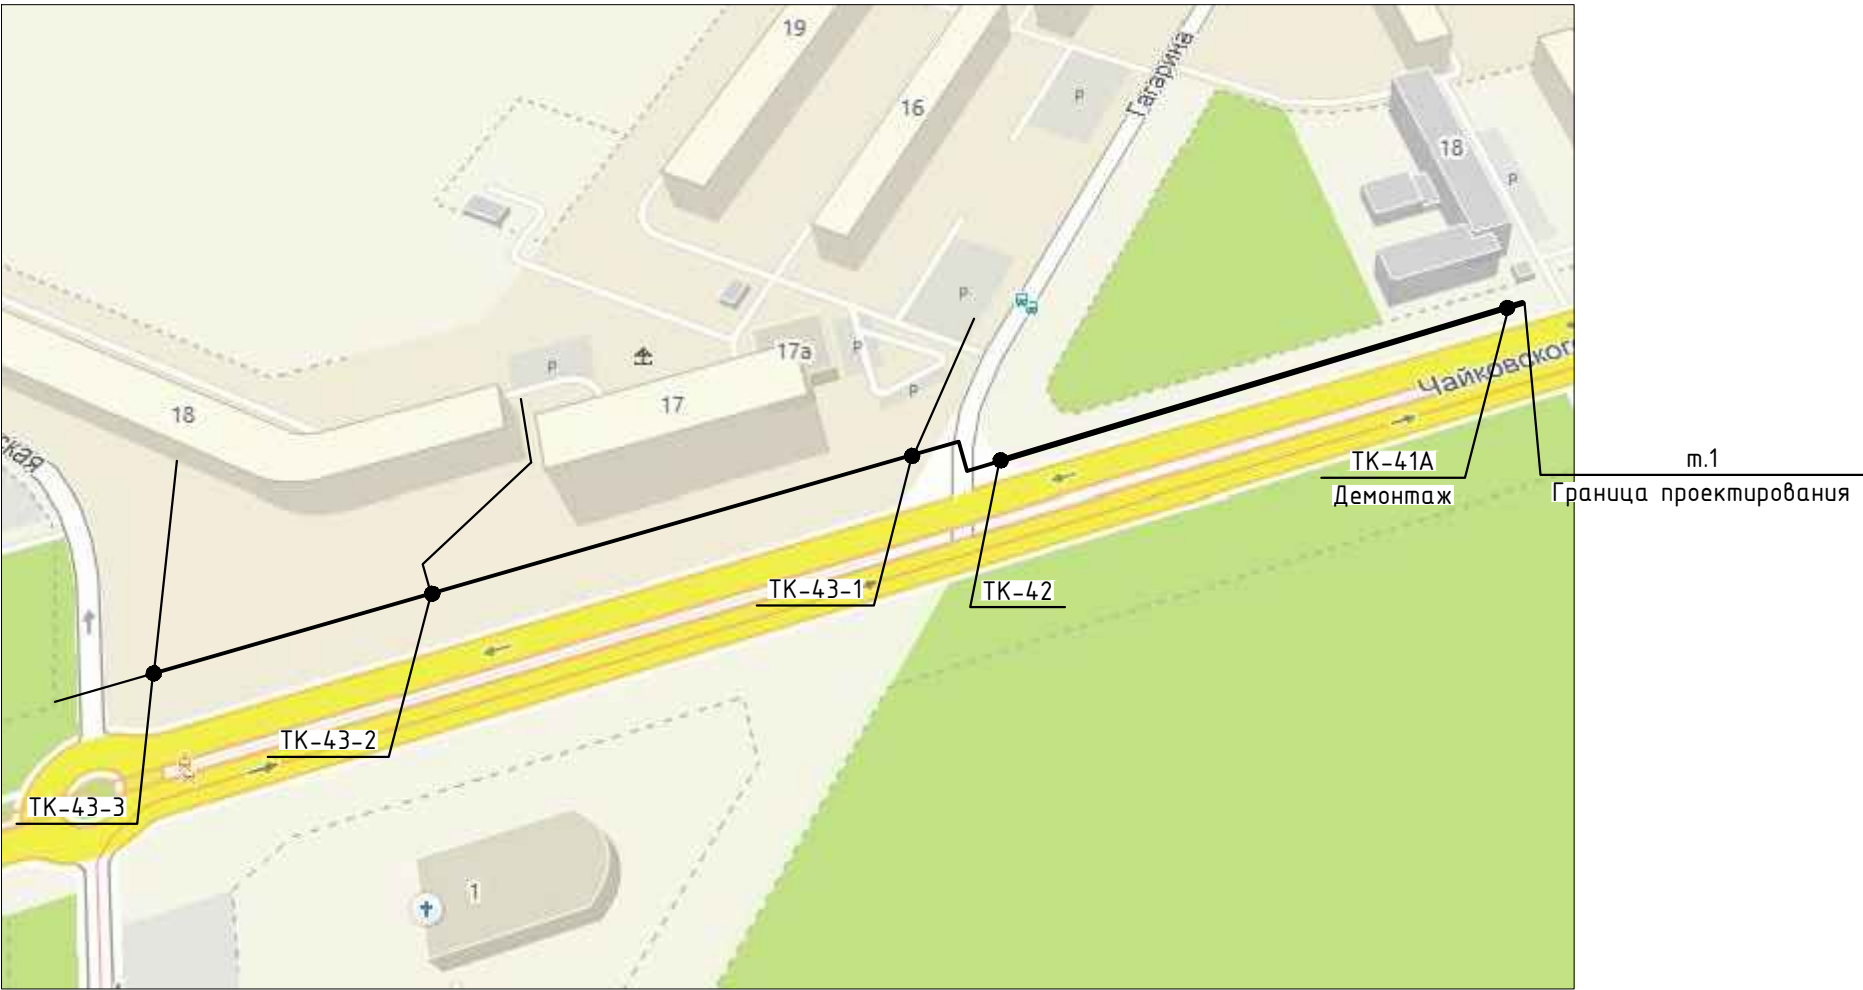 19
16
Гагарина
P
18
P
P
17а
P
P
P
17
18
ская
Чайковског
ТК-41А
Демонтаж
т.1
Граница проектирования
ТК-43-1
ТК-42
ТК-43-2
ТК-43-3
1